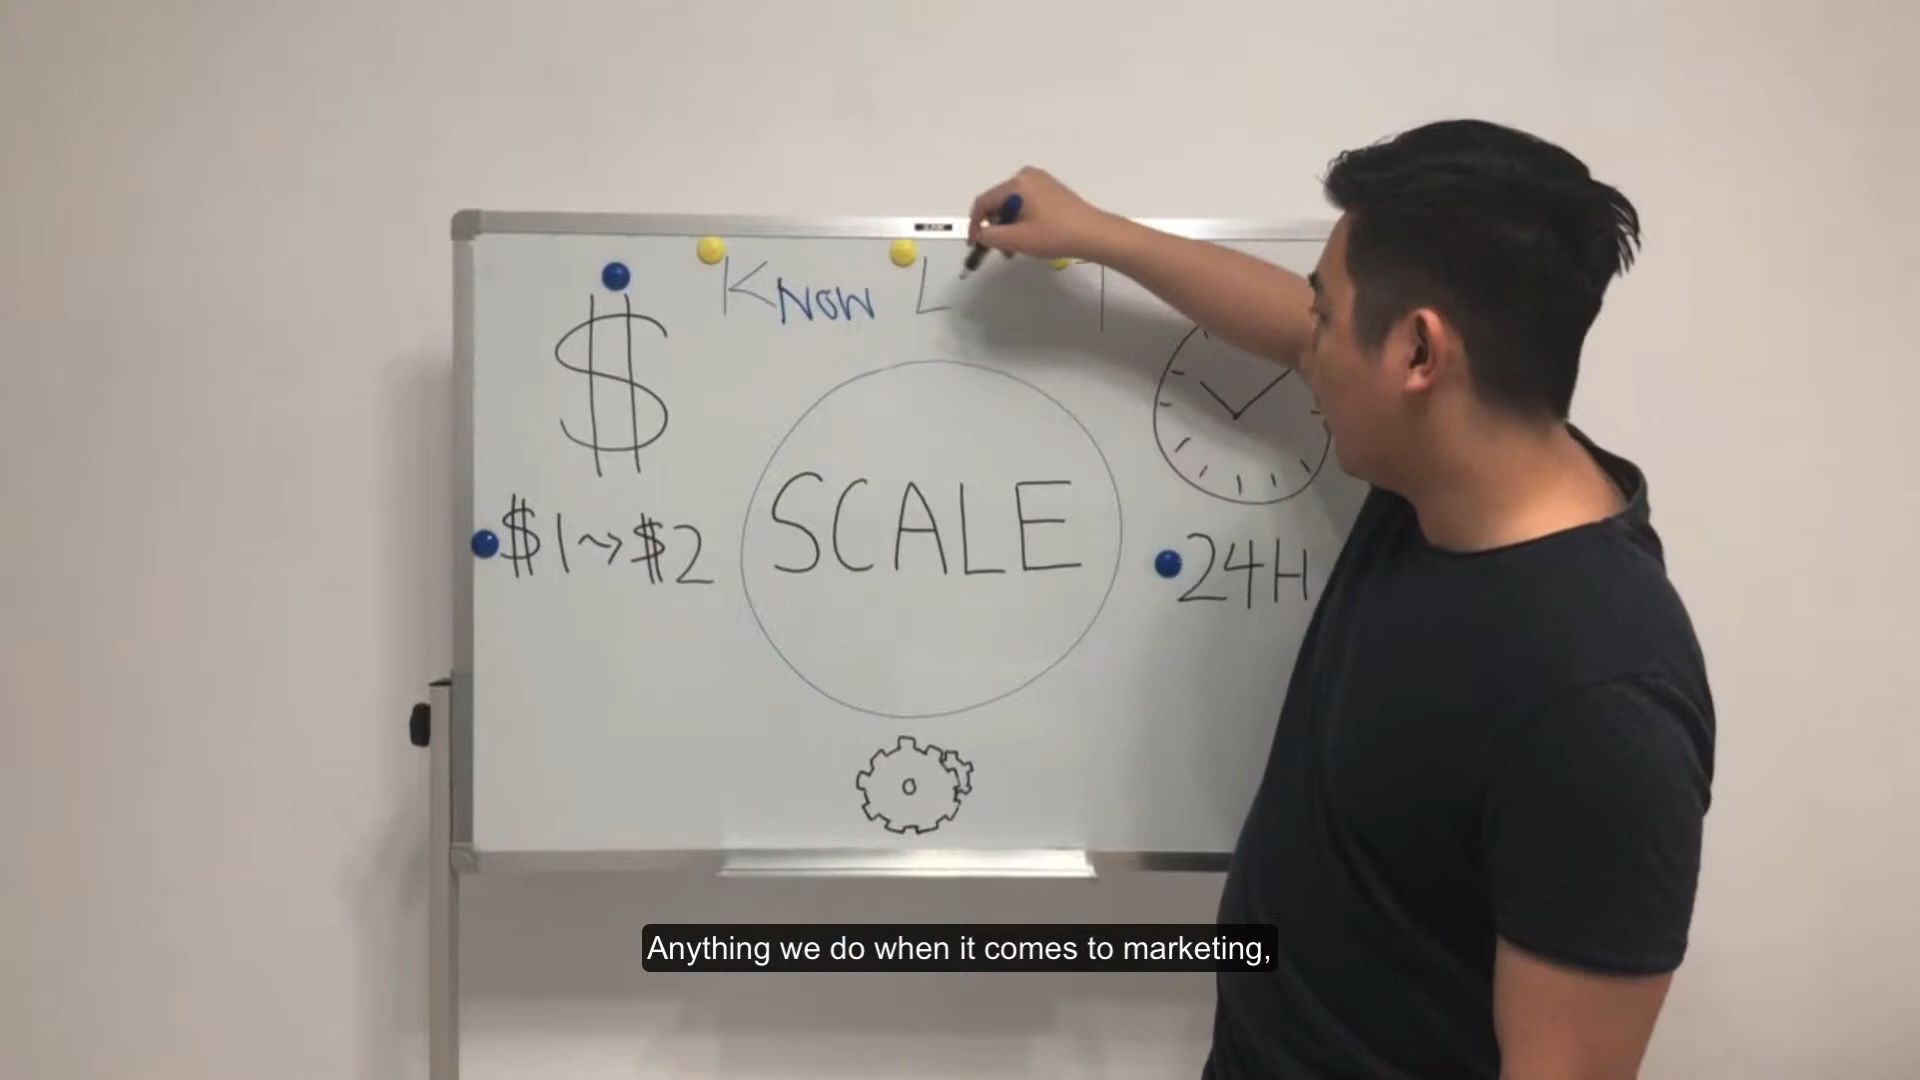 Know L T
$
$1 → $2
SCALE
24H
Anything we do when it comes to marketing,